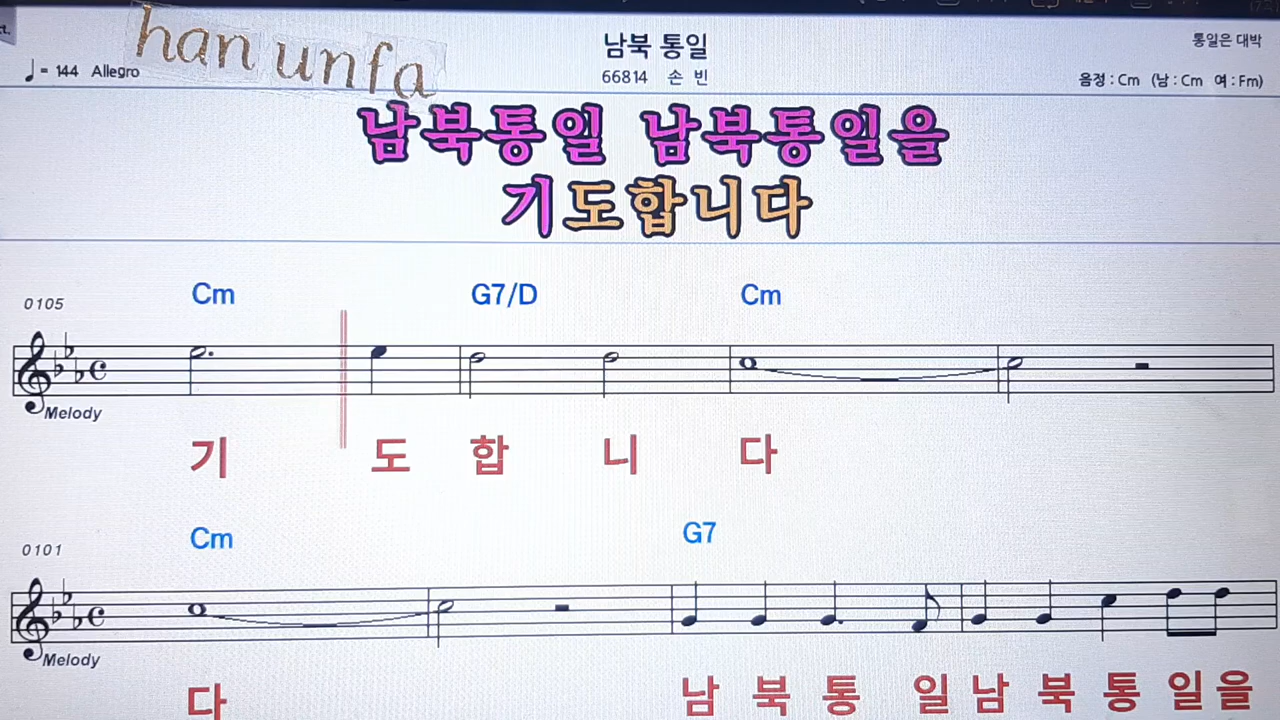 han unfa
남북 통일
통일은 대박
♩= 144 Allegro
66814 손 빈
음정 : Cm (남 : Cm 여 : Fm)
남북통일 남북통일을
기도합니다
0105
Cm G7/D Cm
Melody
기 도 합 니 다
0101
Cm G7
Melody
다 남 북 통 일 남 북 통 일 을